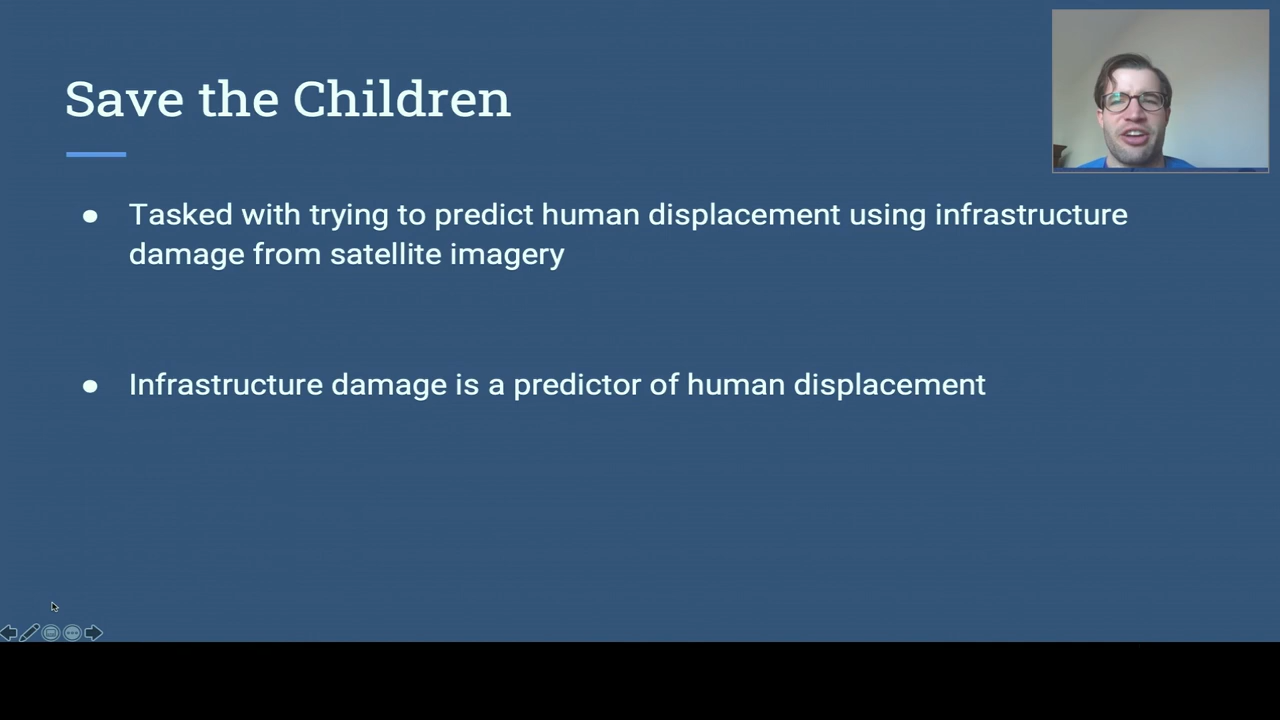 Save the Children
● Tasked with trying to predict human displacement using infrastructure
damage from satellite imagery
● Infrastructure damage is a predictor of human displacement